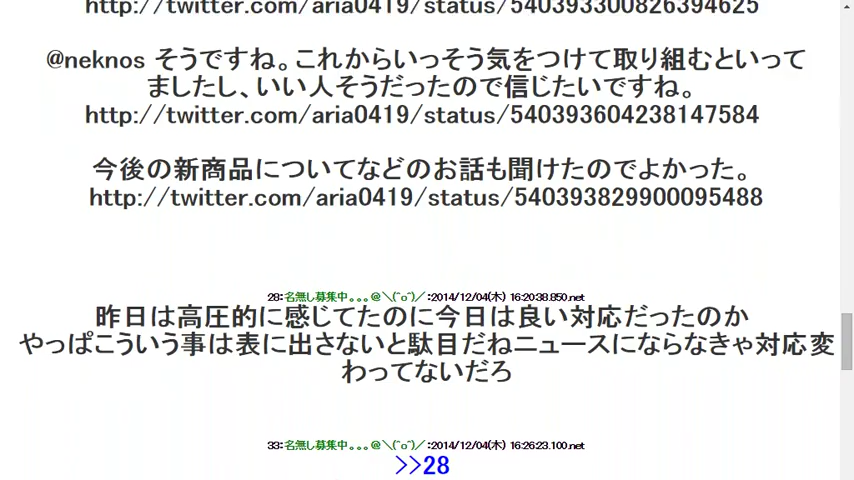 http://twitter.com/aria0419/status/540393300826394625
@neknos そうですね。これからいっそう気をつけて取り組むといって
ましたし、いい人そうだったので信じたいですね。
http://twitter.com/aria0419/status/540393604238147584
今後の新商品についてなどのお話も聞けたのでよかった。
http://twitter.com/aria0419/status/540393829900095488
28：名無し募集中。。。＠＼(^o^)／：2014/12/04(木) 16:20:38.850.net
昨日は高圧的に感じてたのに今日は良い対応だったのか
やっぱこういう事は表に出さないと駄目だねニュースにならなきゃ対応変
わってないだろ
33：名無し募集中。。。＠＼(^o^)／：2014/12/04(木) 16:26:23.100.net
>>28